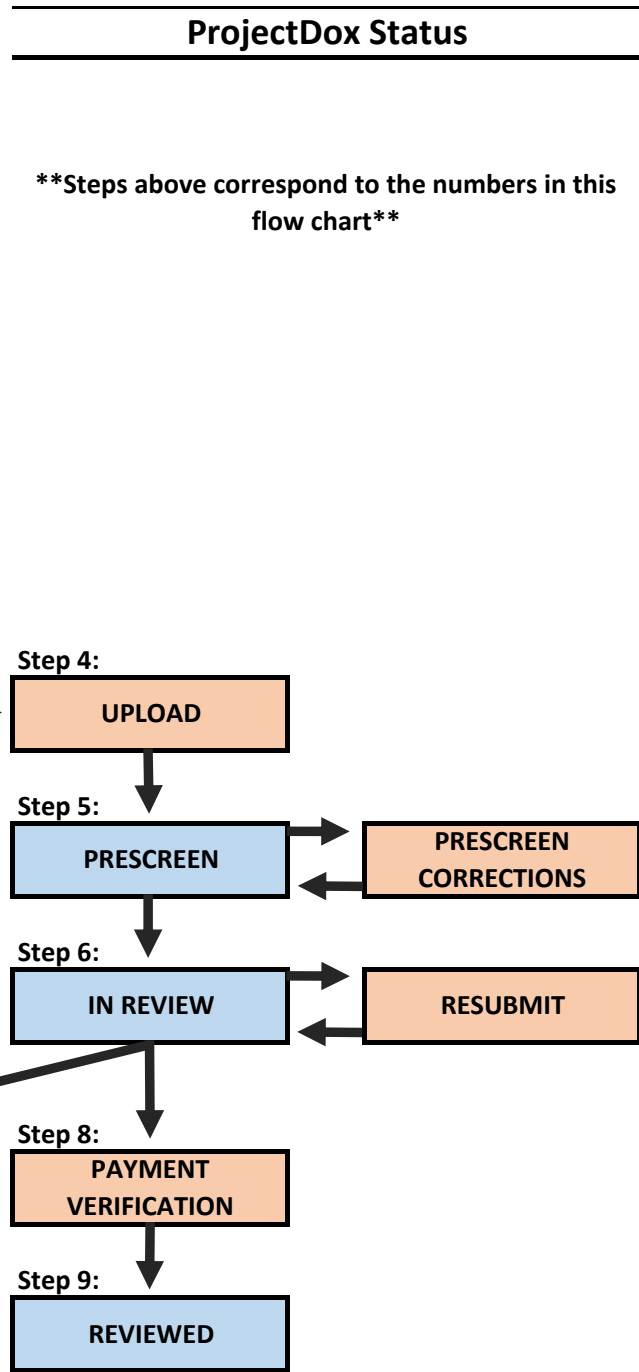 ProjectDox Status
**Steps above correspond to the numbers in this
flow chart**
Step 4:
UPLOAD
Step 5:
PRESCREEN
PRESCREEN
CORRECTIONS
Step 6:
IN REVIEW
RESUBMIT
Step 8:
PAYMENT
VERIFICATION
Step 9:
REVIEWED